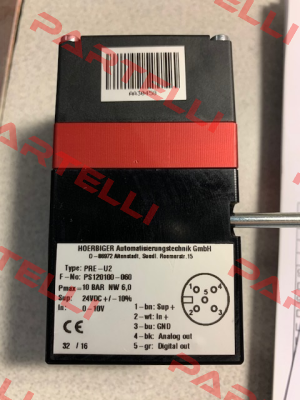 HOERBIGER Automatisierungstechnik GmbH
D-86972 Altenstadt, Suedl. Roemerstr.15
Type: PRE-U2
F-No: PS120100-060
Pmax=10 BAR NW 6,0
Sup: 24VDC+/-10%
In: 0-10V
1-bn: Sup+
2-wt: In+
3-bu: GND
4-bk: Analog out
5-gr: Digital out
CE
32 / 16
PARTELLI